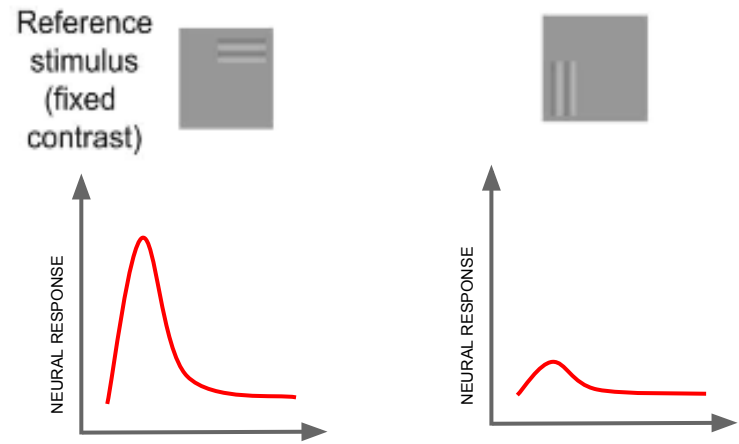 Reference
stimulus
(fixed
contrast)
NEURAL RESPONSE
NEURAL RESPONSE